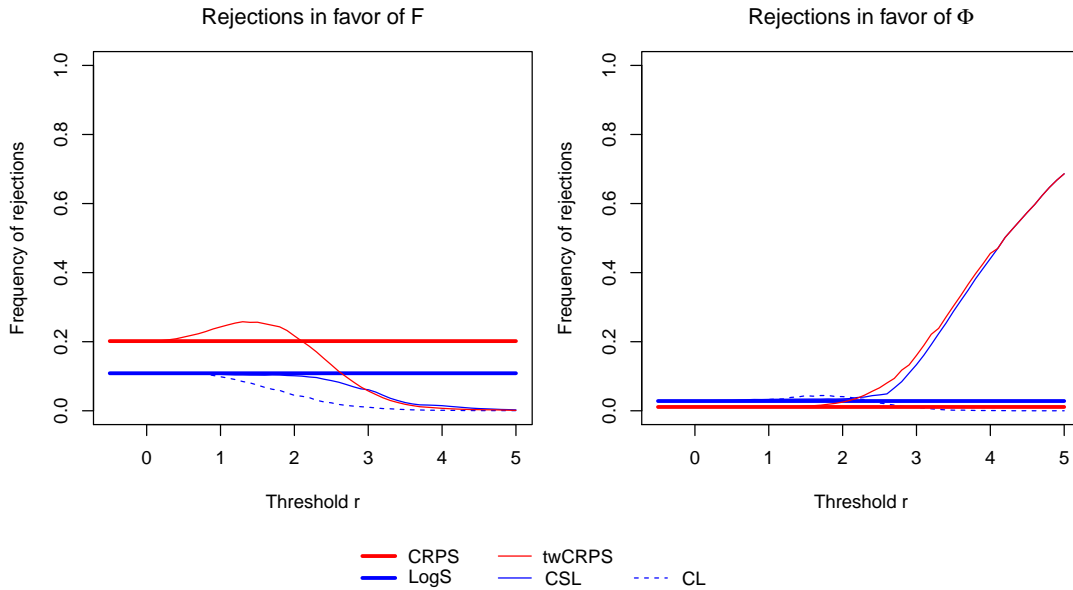 Rejections in favor of F
Rejections in favor of Φ
Frequency of rejections
0.0 0.2 0.4 0.6 0.8 1.0
0 1 2 3 4 5
Threshold r
Frequency of rejections
0.0 0.2 0.4 0.6 0.8 1.0
0 1 2 3 4 5
Threshold r
CRPS twCRPS
LogS CSL CL